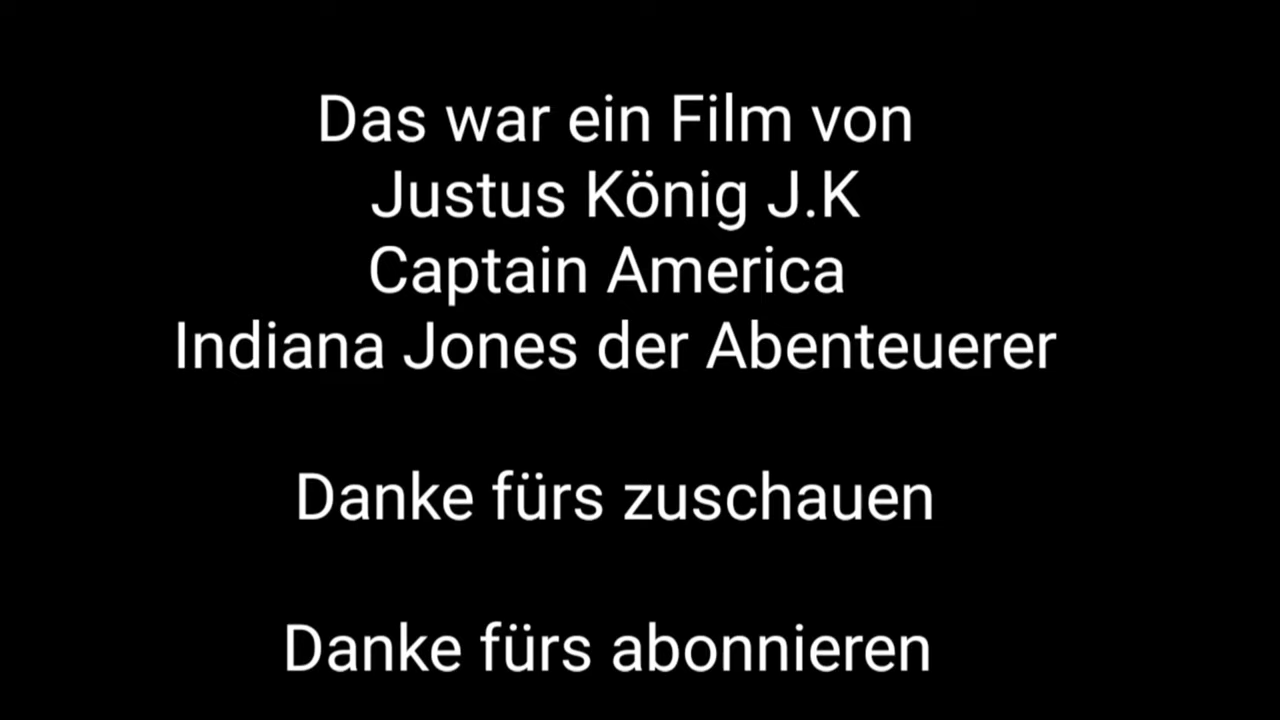 Das war ein Film von
Justus König J.K
Captain America
Indiana Jones der Abenteuerer
Danke fürs zuschauen
Danke fürs abonnieren